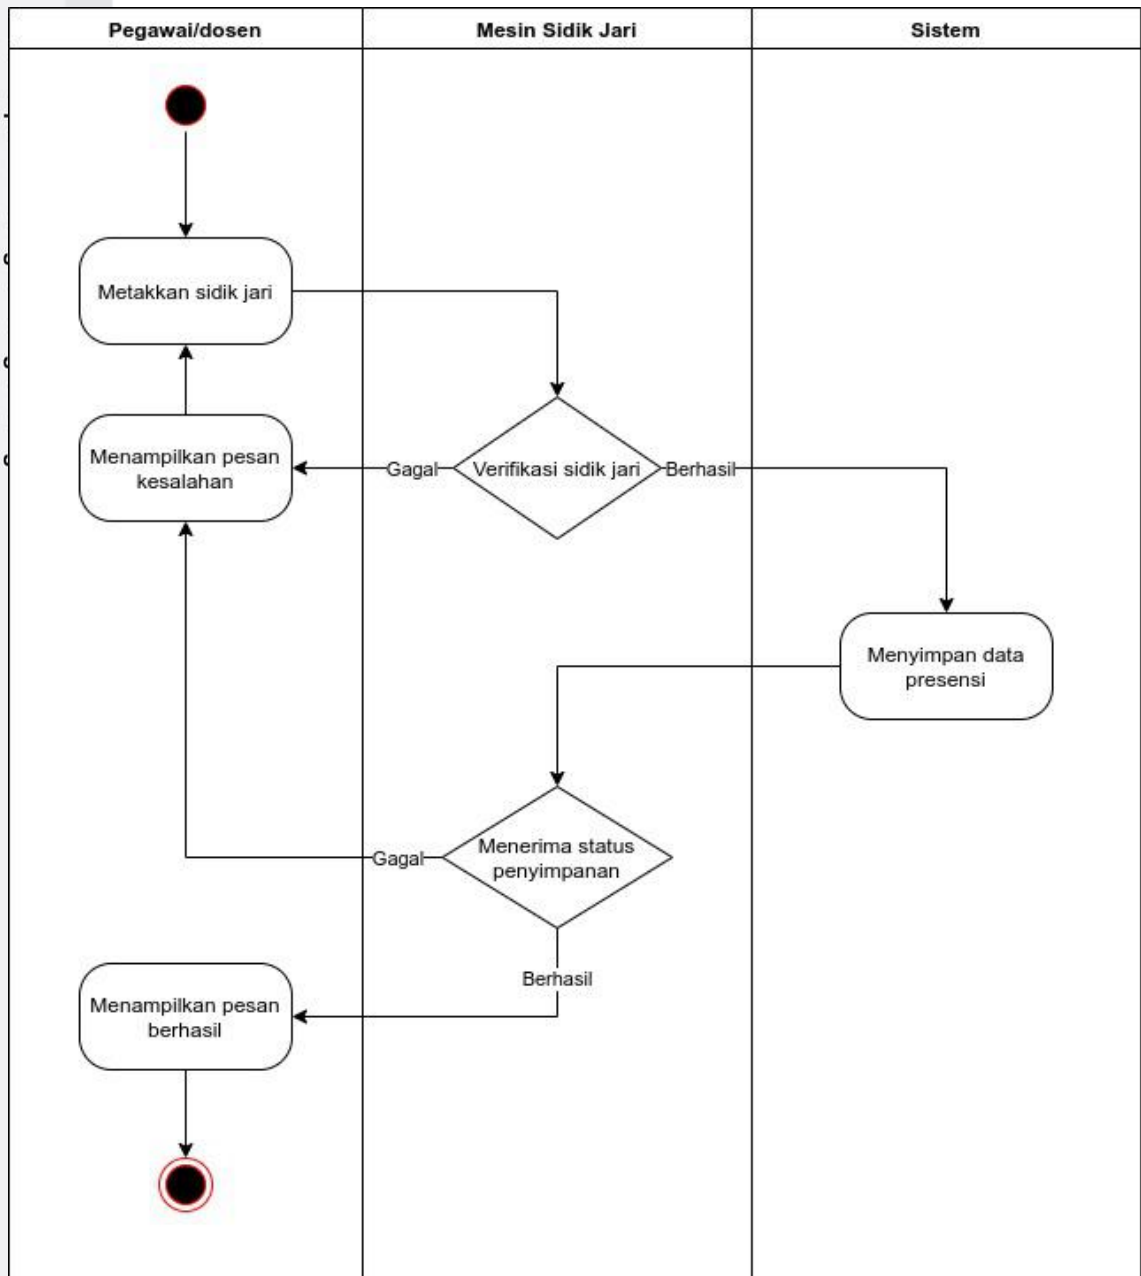 Pegawai/dosen
Mesin Sidik Jari
Sistem
Metakkan sidik jari
Menampilkan pesan
kesalahan
Gagal
Verifikasi sidik jari
Berhasil
Menyimpan data
presensi
Menerima status
penyimpanan
Gagal
Berhasil
Menampilkan pesan
berhasil